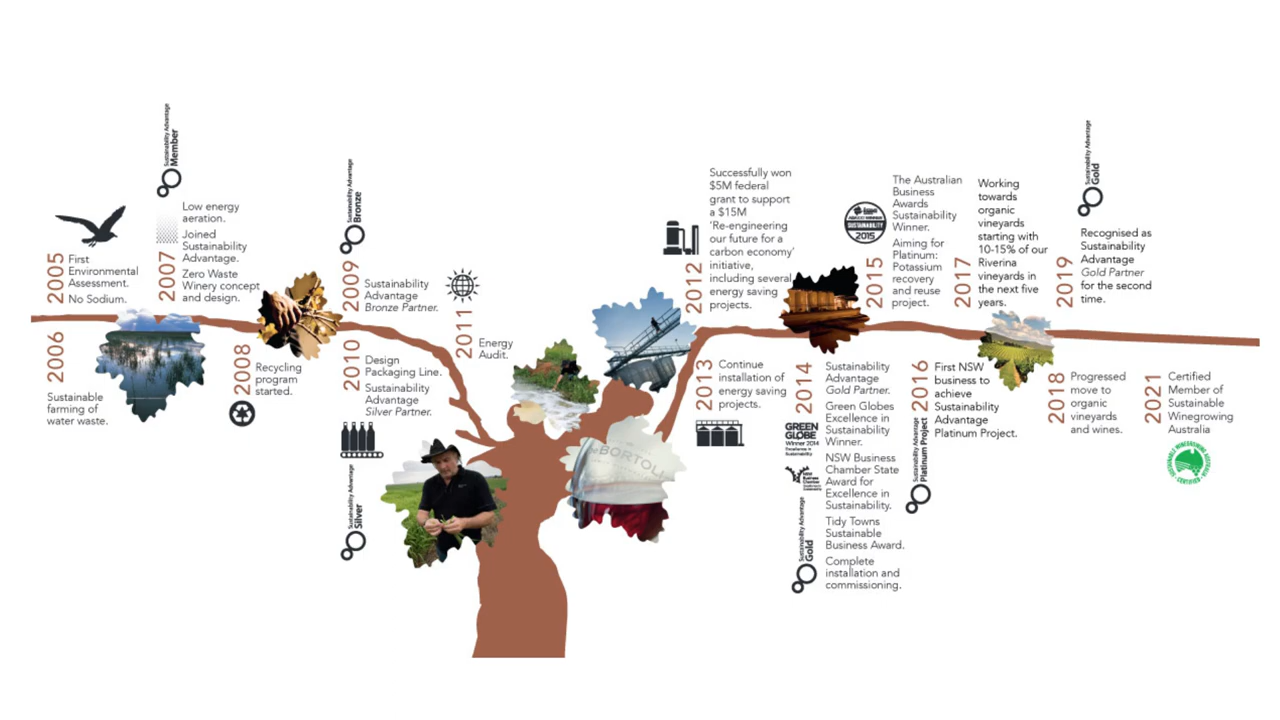 2005
First
Environmental
Assessment.
No Sodium.
2006
Sustainable
farming of
water waste.
Sustainability Advantage
Member
2007
Low energy
aeration.
Joined
Sustainability
Advantage.
Zero Waste
Winery concept
and design.
2008
Recycling
program
started.
Sustainability Advantage
Bronze
2009
Sustainability
Advantage
Bronze Partner.
2010
Design
Packaging Line.
Sustainability
Advantage
Silver Partner.
Sustainability Advantage
Silver
2011
Energy
Audit.
BORTOLI
2012
Successfully won
$5M federal
grant to support
a $15M
‘Re-engineering
our future for a
carbon economy’
initiative,
including several
energy saving
projects.
2013
Continue
installation of
energy saving
projects.
2014
Sustainability
Advantage
Gold Partner.
Green Globes
Excellence in
Sustainability
Winner.
NSW Business
Chamber State
Award for
Excellence in
Sustainability.
Tidy Towns
Sustainable
Business Award.
Complete
installation and
commissioning.
GREEN
GLOBE
Winner 2014
Excellence in
Sustainability
NSW
Business
Chamber
Sustainability Advantage
Gold
2015
The Australian
Business
Awards
Sustainability
Winner.
Aiming for
Platinum:
Potassium
recovery
and reuse
project.
SUSTAINABILITY
2015
2016
First NSW
business to
achieve
Sustainability
Advantage
Platinum Project.
Sustainability Advantage
Platinum Project
2017
Working
towards
organic
vineyards
starting with
10-15% of our
Riverina
vineyards in
the next five
years.
2018
Progressed
move to
organic
vineyards
and wines.
Sustainability Advantage
Gold
2019
Recognised as
Sustainability
Advantage
Gold Partner
for the second
time.
2021
Certified
Member of
Sustainable
Winegrowing
Australia
SUSTAINABLE WINEGROWING AUSTRALIA
CERTIFIED